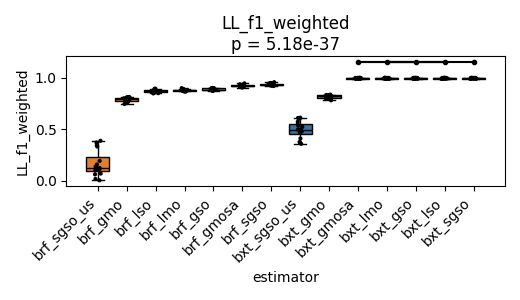 LL_f1_weighted
p = 5.18e-37
LL_f1_weighted
1.0
0.5
0.0
brf_sgso_us
brf_gmo
brf_lso
brf_lmo
brf_gso
brf_gmosa
brf_sgso
bxt_sgso_us
bxt_gmo
bxt_gmosa
bxt_lmo
bxt_gso
bxt_lso
bxt_sgso
estimator